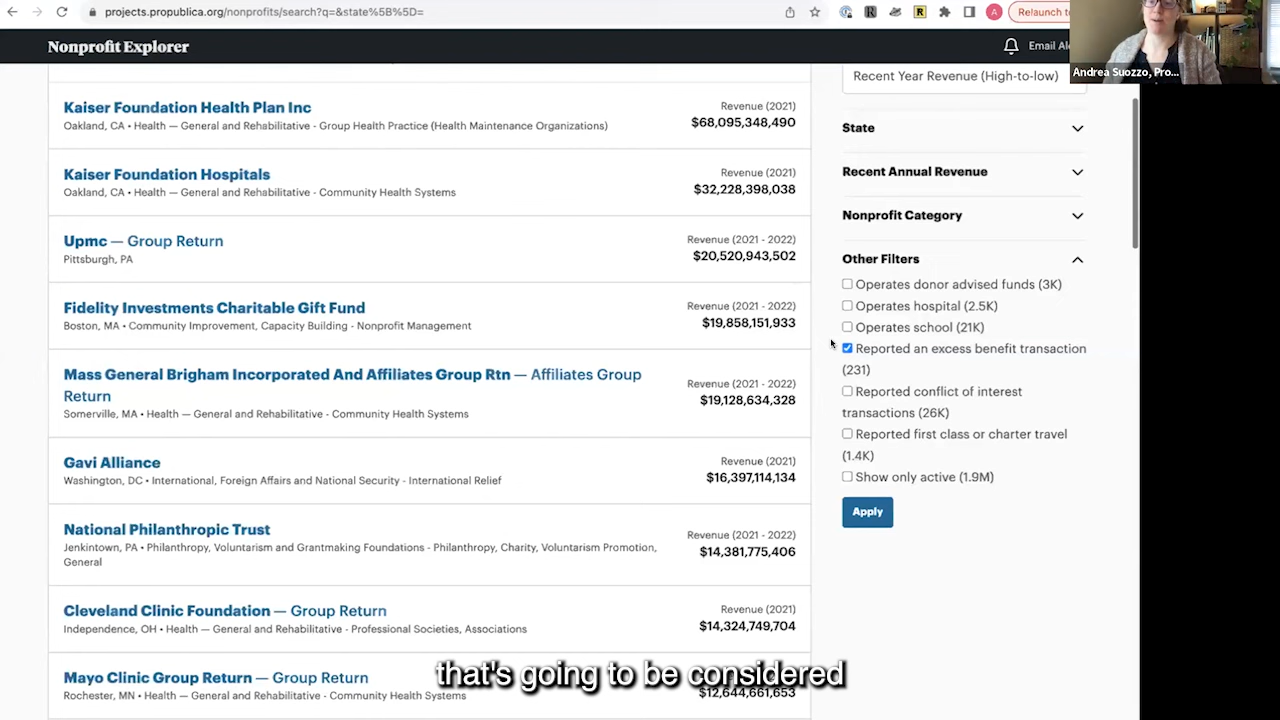 projects.propublica.org/nonprofits/search?q=&state%5B%5D=
A
Relaunch to
Nonprofit Explorer
Email Ale
Andrea Suozzo, Pro...
Kaiser Foundation Health Plan Inc
Oakland, CA • Health — General and Rehabilitative - Group Health Practice (Health Maintenance Organizations)
Revenue (2021)
$68,095,348,490
Kaiser Foundation Hospitals
Oakland, CA • Health — General and Rehabilitative - Community Health Systems
Revenue (2021)
$32,228,398,038
Upmc — Group Return
Pittsburgh, PA
Revenue (2021 - 2022)
$20,520,943,502
Fidelity Investments Charitable Gift Fund
Boston, MA • Community Improvement, Capacity Building - Nonprofit Management
Revenue (2021 - 2022)
$19,858,151,933
Mass General Brigham Incorporated And Affiliates Group Rtn — Affiliates Group
Return
Somerville, MA • Health — General and Rehabilitative - Community Health Systems
Revenue (2021 - 2022)
$19,128,634,328
Gavi Alliance
Washington, DC • International, Foreign Affairs and National Security - International Relief
Revenue (2021)
$16,397,114,134
National Philanthropic Trust
Jenkintown, PA • Philanthropy, Voluntarism and Grantmaking Foundations - Philanthropy, Charity, Voluntarism Promotion,
General
Revenue (2021 - 2022)
$14,381,775,406
Cleveland Clinic Foundation — Group Return
Independence, OH • Health — General and Rehabilitative - Professional Societies, Associations
Revenue (2021)
$14,324,749,704
Mayo Clinic Group Return — Group Return
Rochester, MN • Health — General and Rehabilitative - Community Health Systems
$12,644,661,653
Recent Year Revenue (High-to-low)
State
Recent Annual Revenue
Nonprofit Category
Other Filters
Operates donor advised funds (3K)
Operates hospital (2.5K)
Operates school (21K)
Reported an excess benefit transaction
(231)
Reported conflict of interest
transactions (26K)
Reported first class or charter travel
(1.4K)
Show only active (1.9M)
Apply
that's going to be considered